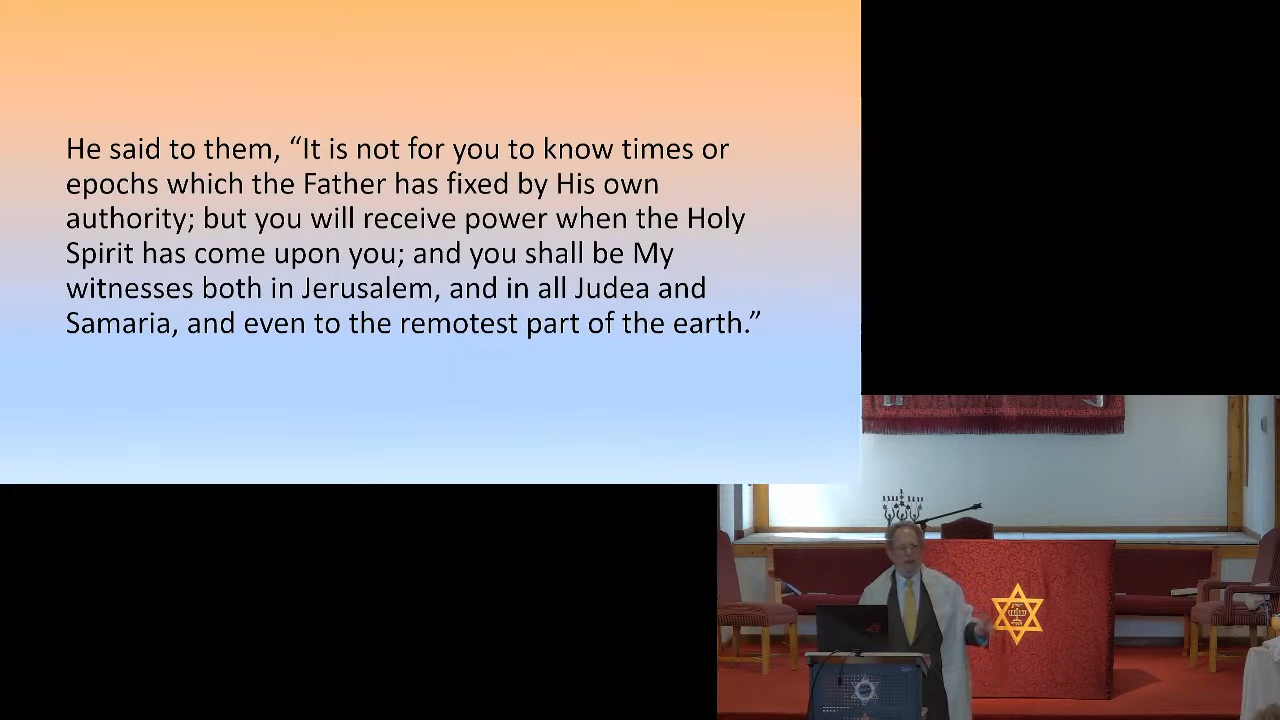 He said to them, “It is not for you to know times or
epochs which the Father has fixed by His own
authority; but you will receive power when the Holy
Spirit has come upon you; and you shall be My
witnesses both in Jerusalem, and in all Judea and
Samaria, and even to the remotest part of the earth.”